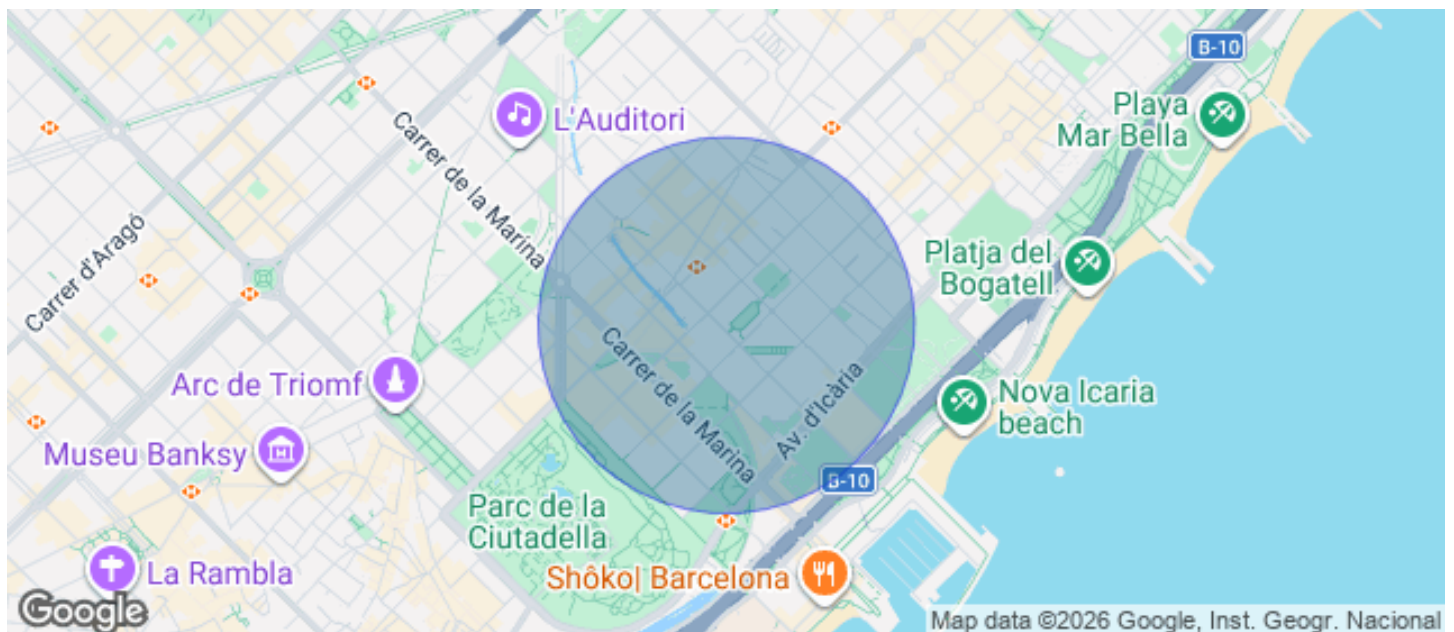 B-10
Playa
Mar Bella
L'Auditori
Carrer de la Marina
Carrer d'Aragó
Platja del
Bogatell
Carrer de la Marina
Arc de Triomf
Av. d'Icària
Nova Icaria
beach
Museu Banksy
B-10
Parc de la
Ciutadella
La Rambla
Shôko| Barcelona
Google
Map data ©2026 Google, Inst. Geogr. Nacional